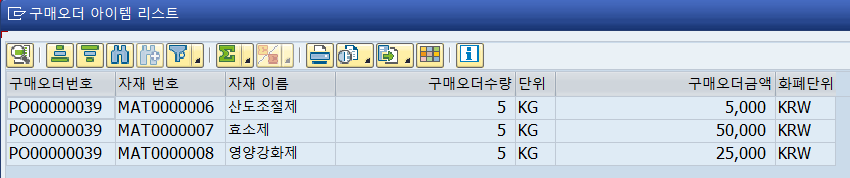 구매오더 아이템 리스트
구매오더번호 자재 번호 자재 이름 구매오더수량 단위 구매오더금액 화폐단위
PO00000039 MAT0000006 산도조절제 5 KG 5,000 KRW
PO00000039 MAT0000007 효소제 5 KG 50,000 KRW
PO00000039 MAT0000008 영양강화제 5 KG 25,000 KRW